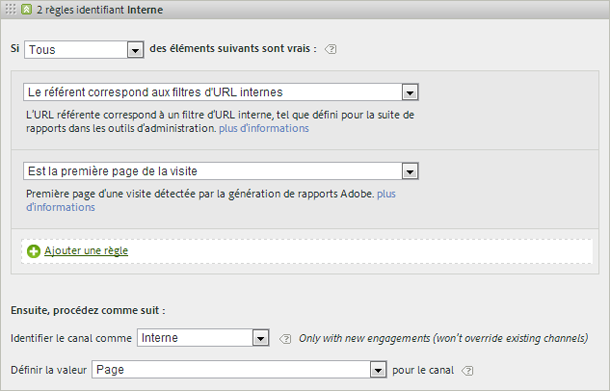 2 règles identifiant Interne
Si Tous des éléments suivants sont vrais : ?
Le référent correspond aux filtres d'URL internes
L'URL référente correspond à un filtre d'URL interne, tel que défini pour la suite de
rapports dans les outils d'administration. plus d'informations
Est la première page de la visite
Première page d'une visite détectée par la génération de rapports Adobe. plus
d'informations
Ajouter une règle
Ensuite, procédez comme suit :
Identifier le canal comme Interne ? Only with new engagements (won't override existing channels)
Définir la valeur Page pour le canal ?